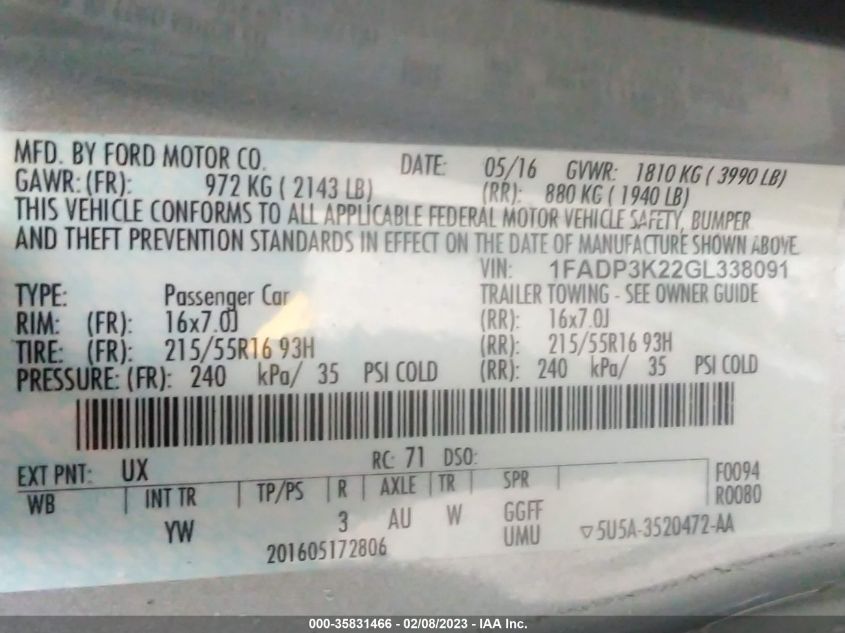 MFD. BY FORD MOTOR CO. DATE: 05/16 GVWR: 1810 KG ( 3990 LB)
GAWR: (FR): 972 KG ( 2143 LB) (RR): 880 KG ( 1940 LB)
THIS VEHICLE CONFORMS TO ALL APPLICABLE FEDERAL MOTOR VEHICLE SAFETY, BUMPER
AND THEFT PREVENTION STANDARDS IN EFFECT ON THE DATE OF MANUFACTURE SHOWN ABOVE.
VIN: 1FADP3K22GL338091
TYPE: Passenger Car TRAILER TOWING - SEE OWNER GUIDE
RIM: (FR): 16x7.0J (RR): 16x7.0J
TIRE: (FR): 215/55R16 93H (RR): 215/55R16 93H
PRESSURE: (FR): 240 kPa/ 35 PSI COLD (RR): 240 kPa/ 35 PSI COLD
EXT PNT: UX RC: 71 DSO:
WB INT TR TP/PS R AXLE TR SPR F0094
R0080
YW 3 AU W GGFF
UMU ▽5U5A-3520472-AA
201605172806
000-35831466 - 02/08/2023 - IAA Inc.